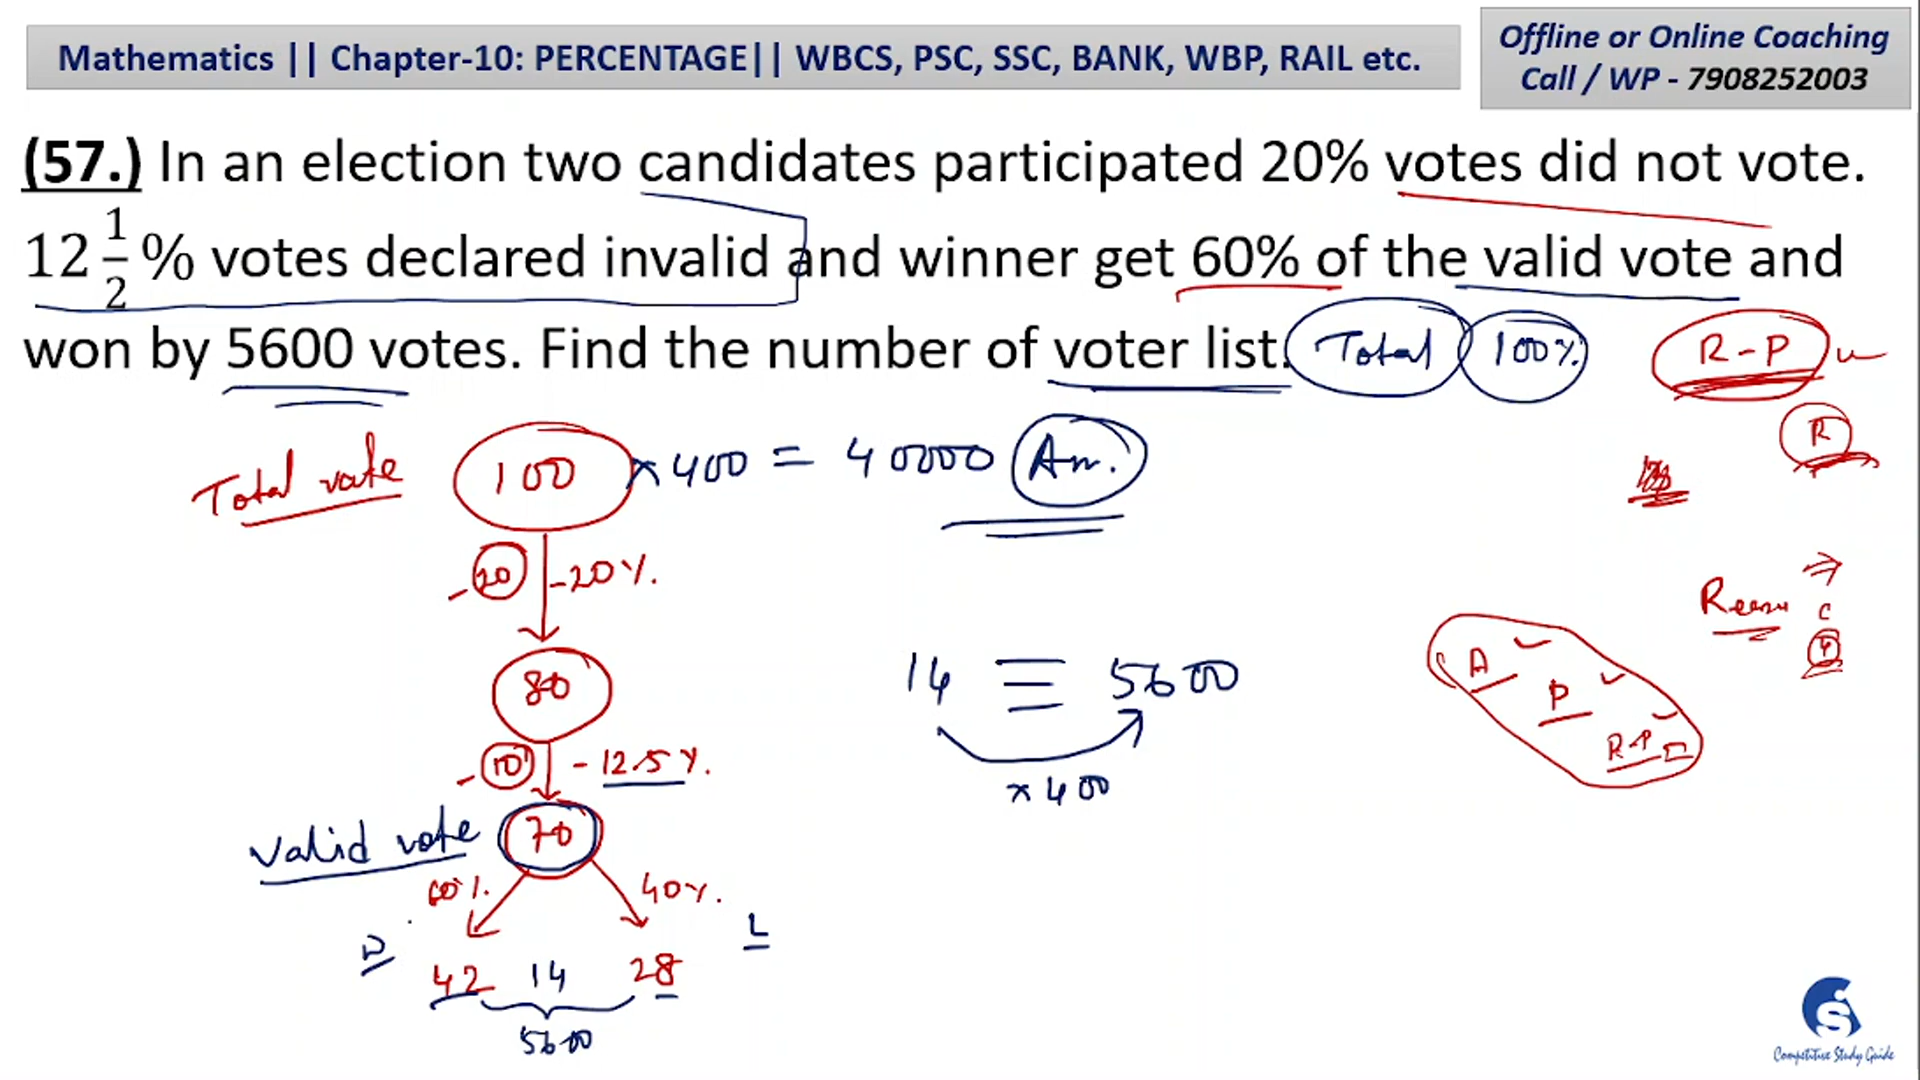 Mathematics || Chapter-10: PERCENTAGE|| WBCS, PSC, SSC, BANK, WBP, RAIL etc.
Offline or Online Coaching
Call / WP - 7908252003
(57.) In an election two candidates participated 20% votes did not vote.
12 1/2 % votes declared invalid and winner get 60% of the valid vote and
won by 5600 votes. Find the number of voter list.
Total 100%
R-P
R
Total vote 100 ×400 = 40000 An.
-20 -20%.
80
14 ≡ 5600
×400
A
P
R-P
-10 -12.5%.
Valid vote 70
60%. 40%.
L
42 14 28
5600
Competitive Study Guide